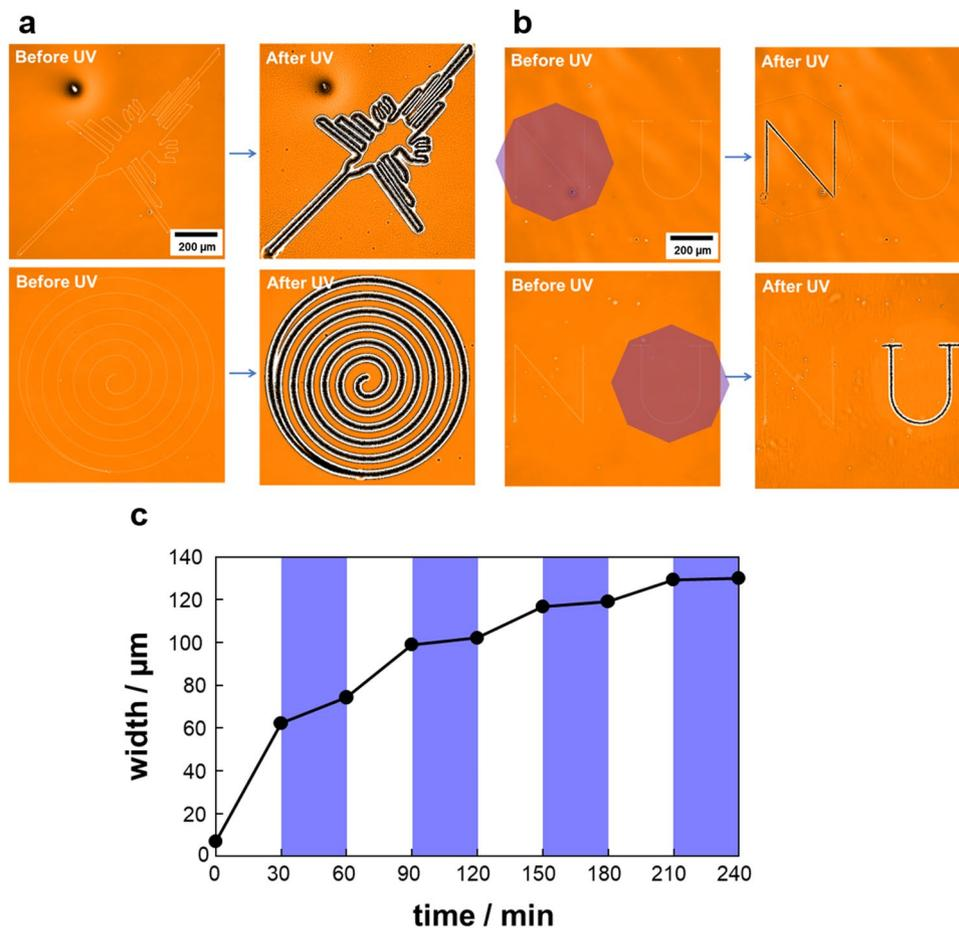 a
b
Before UV
After UV
200 µm
Before UV
After UV
200 µm
Before UV
After UV
Before UV
After UV
N U
N U
N U
N U
c
width / µm
140
120
100
80
60
40
20
0
0 30 60 90 120 150 180 210 240
time / min